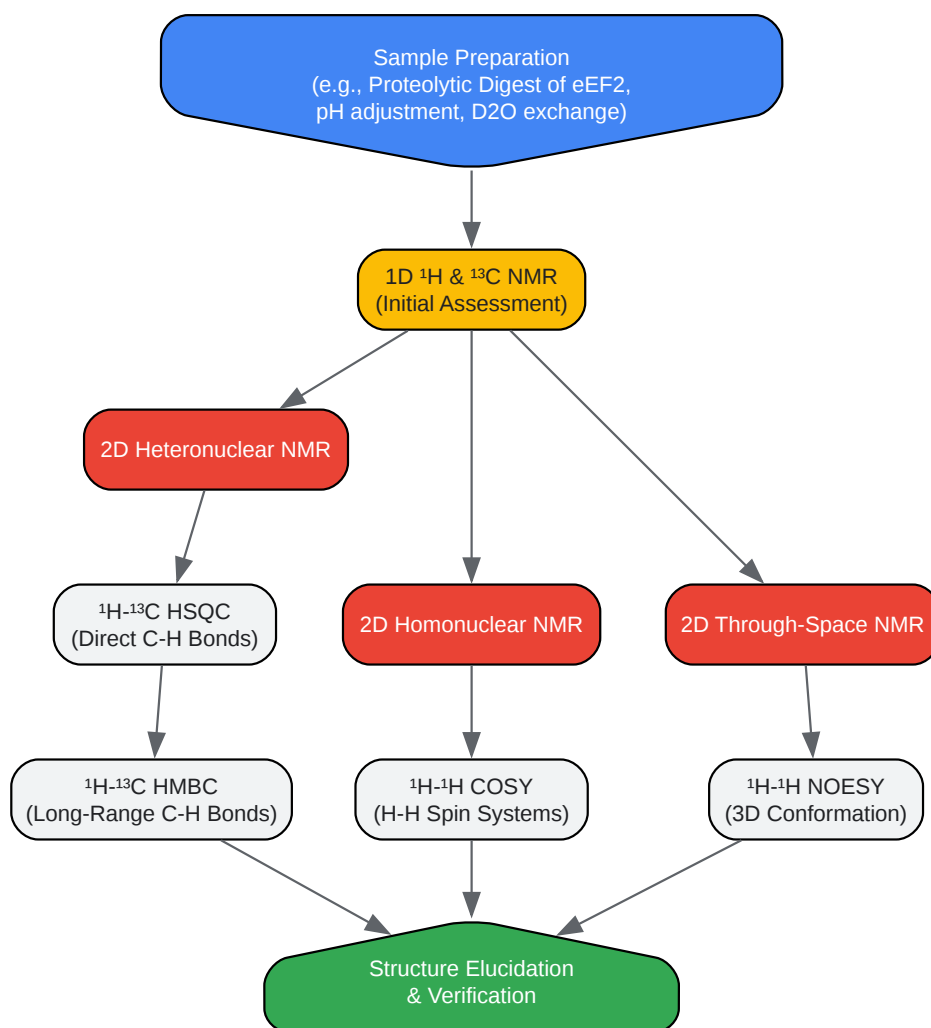 Sample Preparation
(e.g., Proteolytic Digest of eEF2,
pH adjustment, D2O exchange)
1D ¹H & ¹³C NMR
(Initial Assessment)
2D Heteronuclear NMR
¹H-¹³C HSQC
(Direct C-H Bonds)
2D Homonuclear NMR
2D Through-Space NMR
¹H-¹³C HMBC
(Long-Range C-H Bonds)
¹H-¹H COSY
(H-H Spin Systems)
¹H-¹H NOESY
(3D Conformation)
Structure Elucidation
& Verification